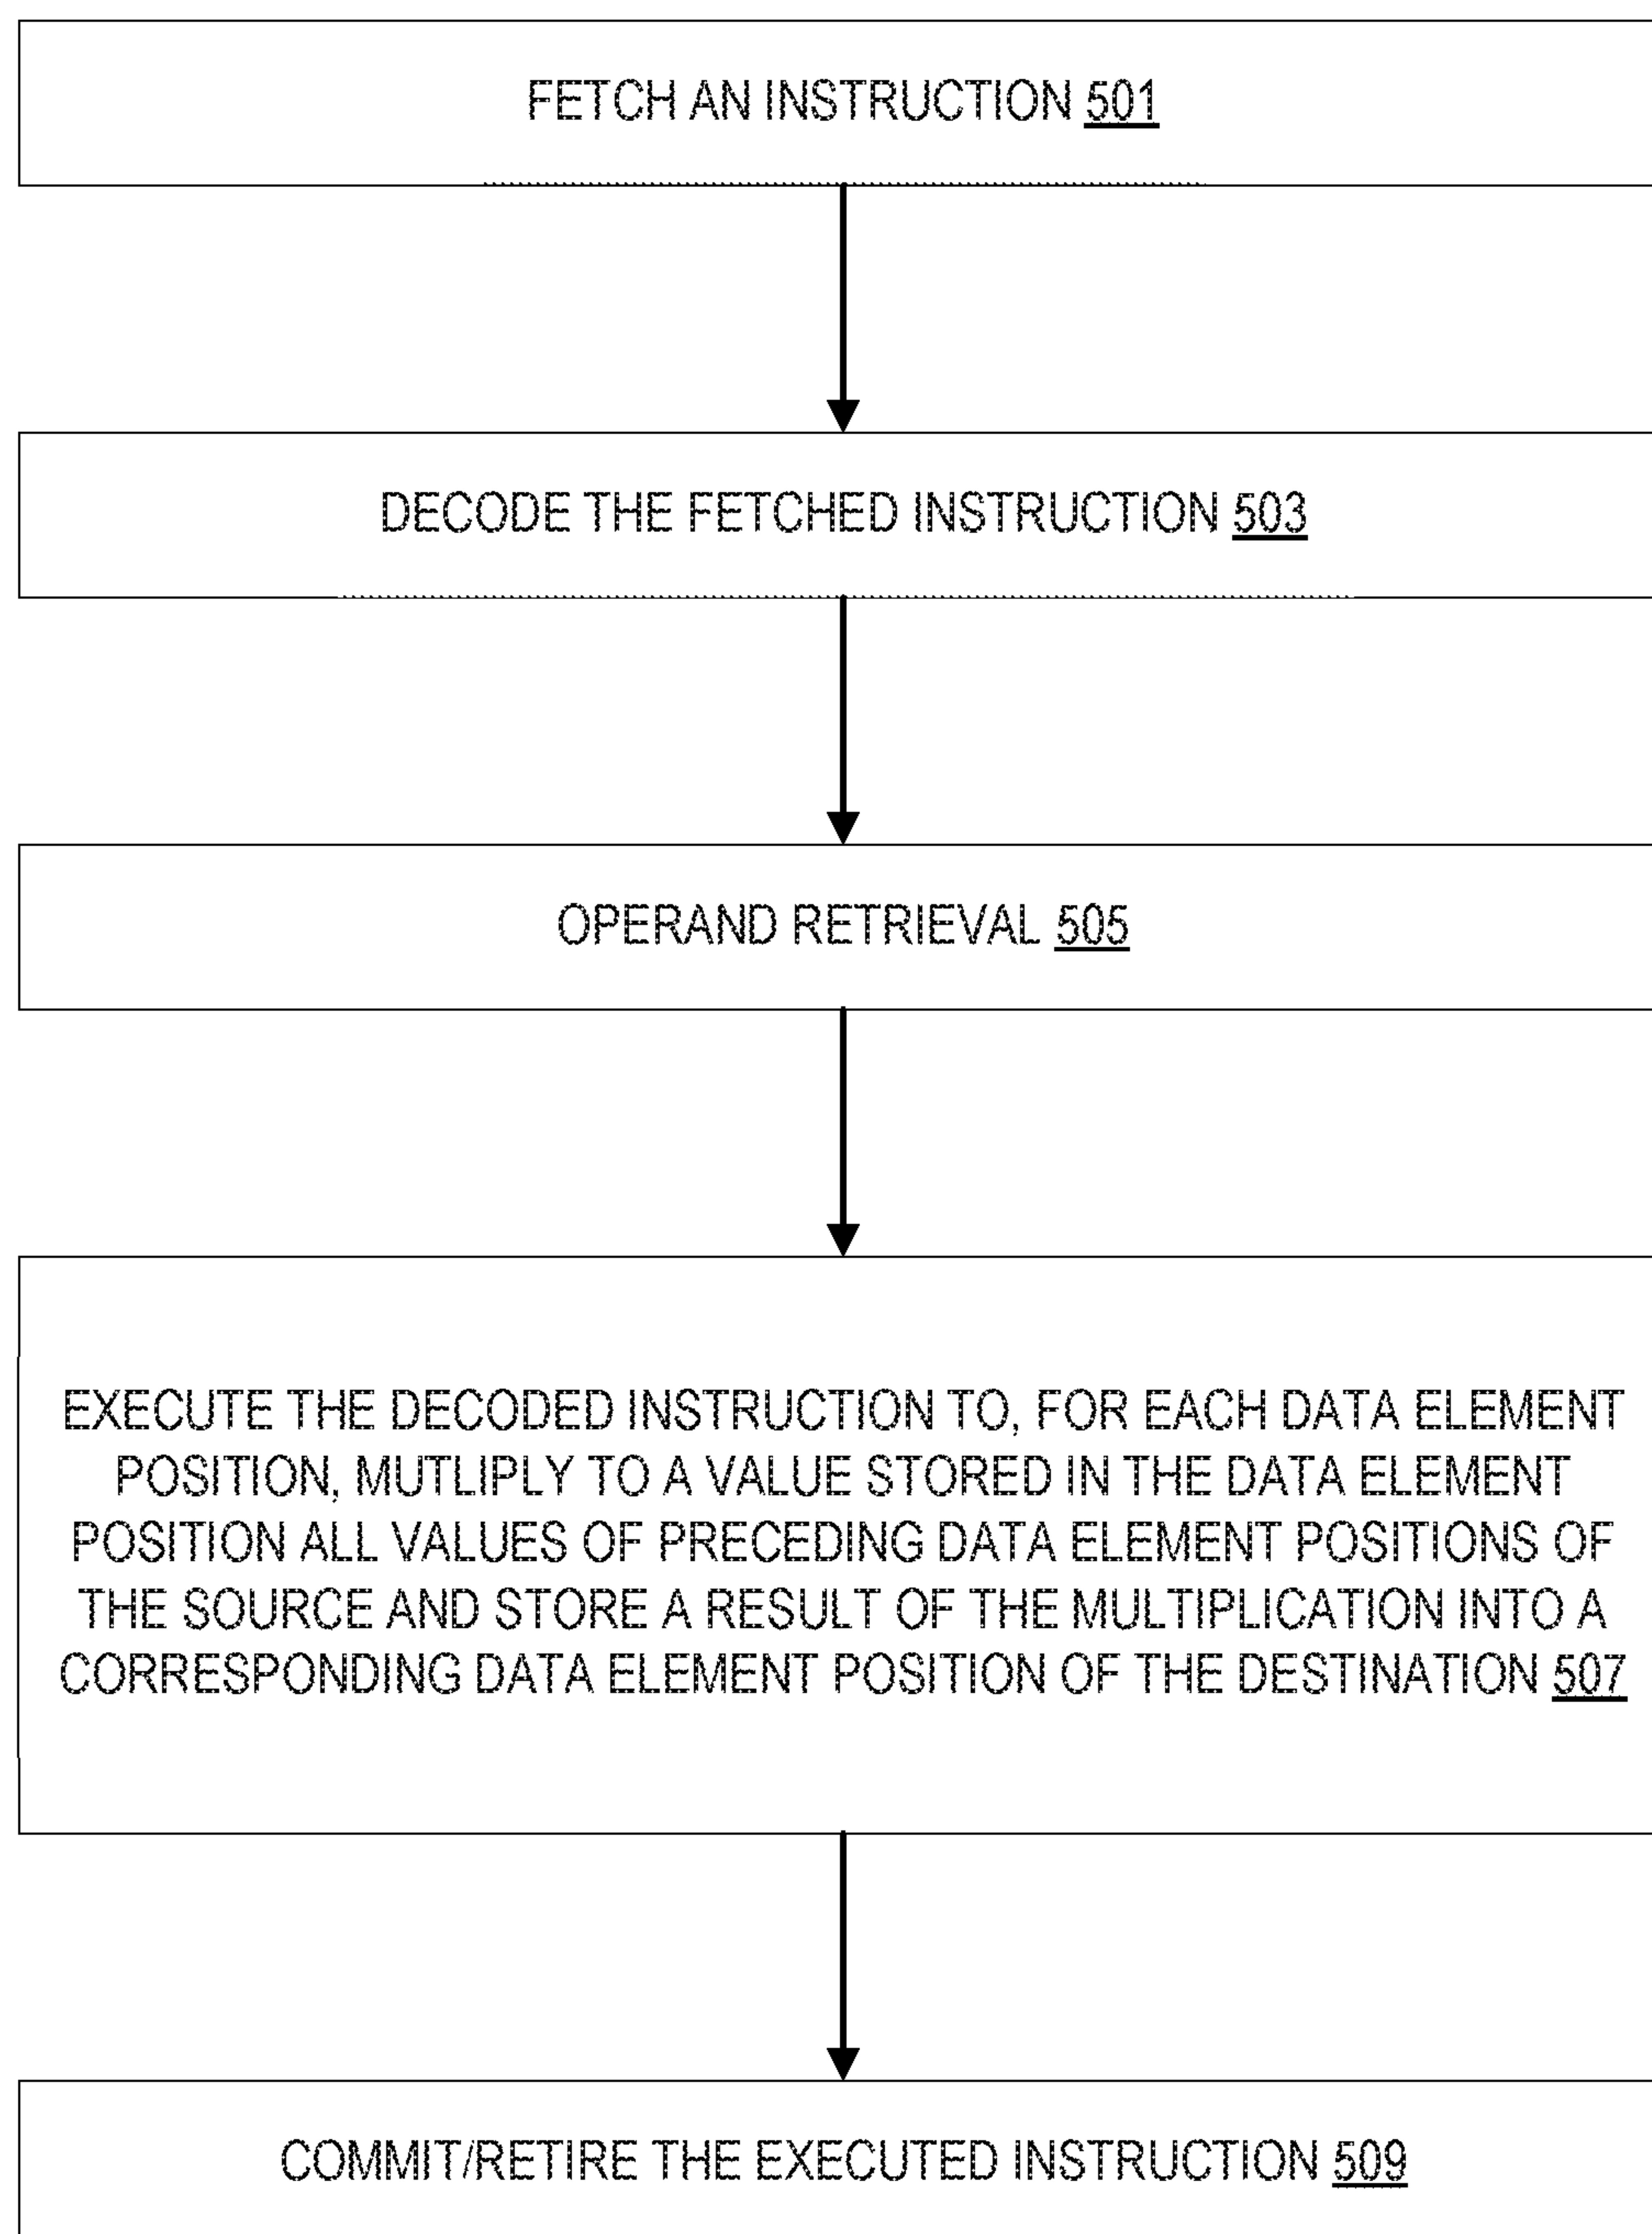 FETCH AN INSTRUCTION 501
DECODE THE FETCHED INSTRUCTION 503
OPERAND RETRIEVAL 505
EXECUTE THE DECODED INSTRUCTION TO, FOR EACH DATA ELEMENT
POSITION, MUTLIPLY TO A VALUE STORED IN THE DATA ELEMENT
POSITION ALL VALUES OF PRECEDING DATA ELEMENT POSITIONS OF
THE SOURCE AND STORE A RESULT OF THE MULTIPLICATION INTO A
CORRESPONDING DATA ELEMENT POSITION OF THE DESTINATION 507
COMMIT/RETIRE THE EXECUTED INSTRUCTION 509